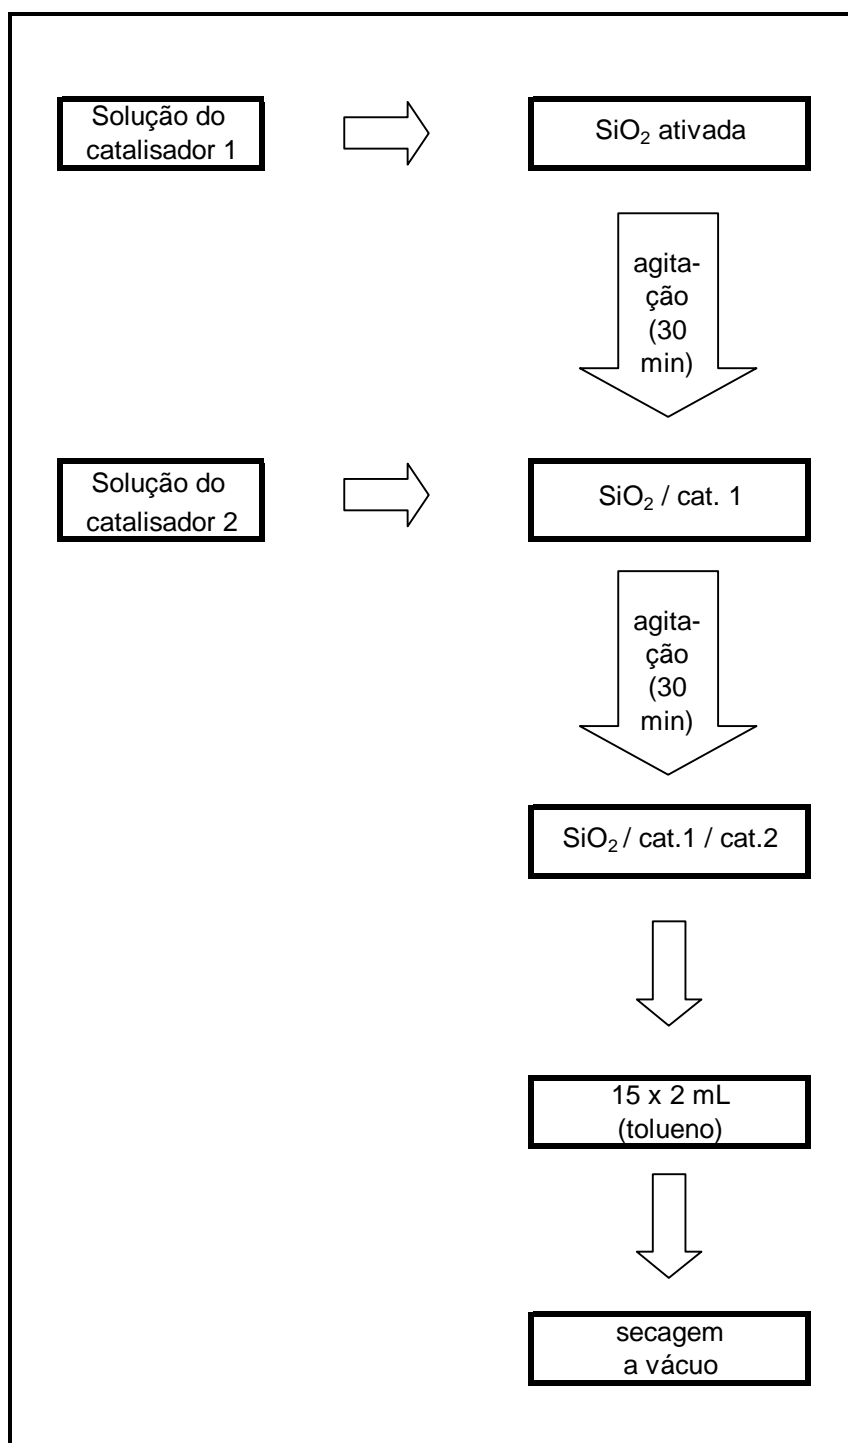 Solução do
catalisador 1
SiO₂ ativada
agita-
ção
(30
min)
Solução do
catalisador 2
SiO₂ / cat. 1
agita-
ção
(30
min)
SiO₂ / cat.1 / cat.2
15 x 2 mL
(tolueno)
secagem
a vácuo